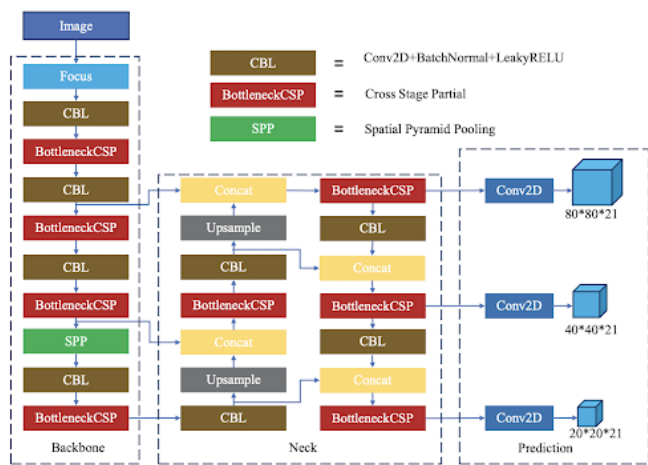 Image
Focus
CBL
BottleneckCSP
CBL
BottleneckCSP
CBL
BottleneckCSP
SPP
CBL
BottleneckCSP
Backbone
CBL = Conv2D+BatchNormal+LeakyRELU
BottleneckCSP = Cross Stage Partial
SPP = Spatial Pyramid Pooling
Concat
Upsample
CBL
BottleneckCSP
Concat
Upsample
CBL
BottleneckCSP
CBL
Concat
BottleneckCSP
CBL
Concat
BottleneckCSP
Neck
Conv2D
80*80*21
Conv2D
40*40*21
Conv2D
20*20*21
Prediction